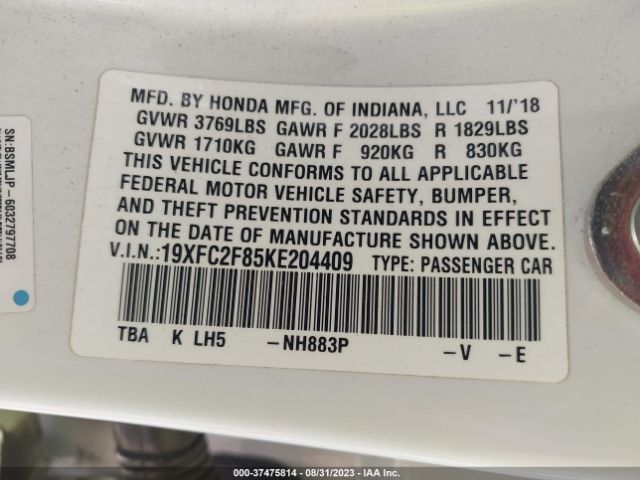 MFD. BY HONDA MFG. OF INDIANA, LLC 11/'18
GVWR 3769LBS GAWR F 2028LBS R 1829LBS
GVWR 1710KG GAWR F 920KG R 830KG
THIS VEHICLE CONFORMS TO ALL APPLICABLE
FEDERAL MOTOR VEHICLE SAFETY, BUMPER,
AND THEFT PREVENTION STANDARDS IN EFFECT
ON THE DATE OF MANUFACTURE SHOWN ABOVE.
V.I.N.:19XFC2F85KE204409 TYPE: PASSENGER CAR
TBA K LH5 -NH883P -V -E
SN:BSMLJP-6032797708
000-37475814 - 08/31/2023 - IAA Inc.